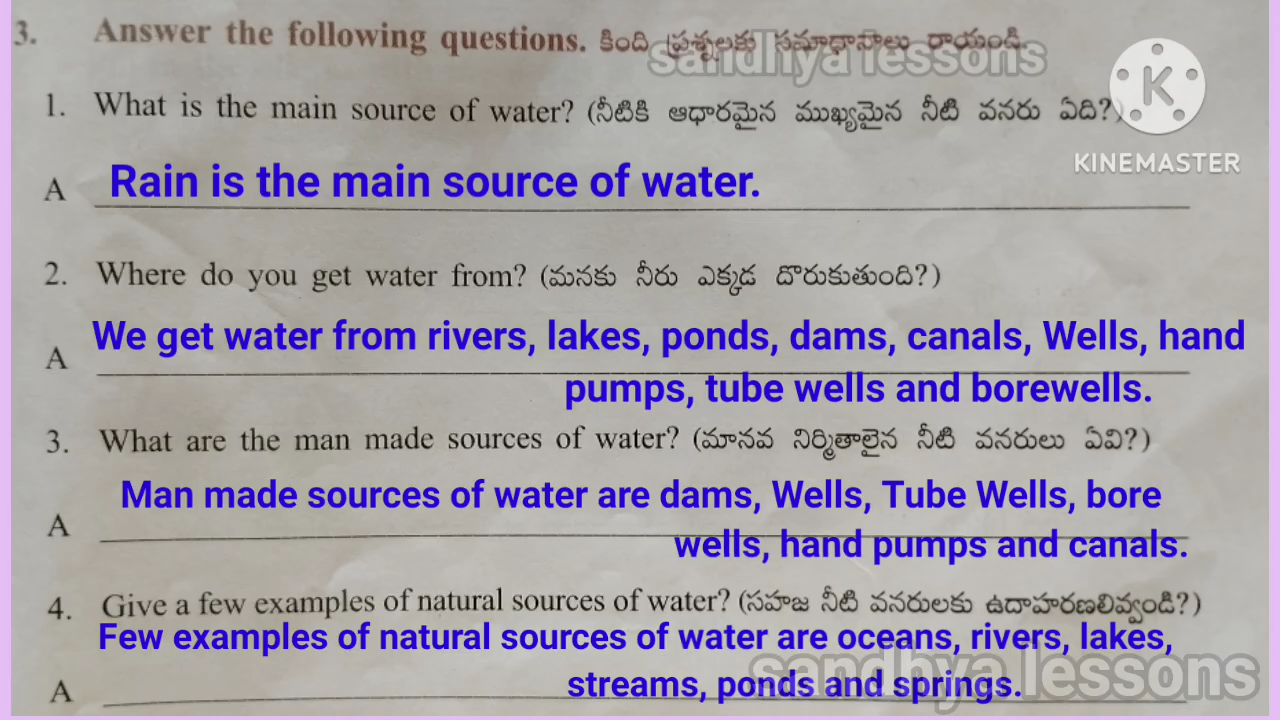 3. Answer the following questions. కింది ప్రశ్నలకు సమాధానాలు రాయండి.
sandhya lessons
1. What is the main source of water? (నీటికి ఆధారమైన ముఖ్యమైన నీటి వనరు ఏది?)
KINEMASTER
A Rain is the main source of water.
2. Where do you get water from? (మనకు నీరు ఎక్కడ దొరుకుతుంది?)
A We get water from rivers, lakes, ponds, dams, canals, Wells, hand
pumps, tube wells and borewells.
3. What are the man made sources of water? (మానవ నిర్మితాలైన నీటి వనరులు ఏవి?)
A Man made sources of water are dams, Wells, Tube Wells, bore
wells, hand pumps and canals.
4. Give a few examples of natural sources of water? (సహజ నీటి వనరులకు ఉదాహరణలివ్వండి?)
Few examples of natural sources of water are oceans, rivers, lakes,
A streams, ponds and springs.
sandhya lessons